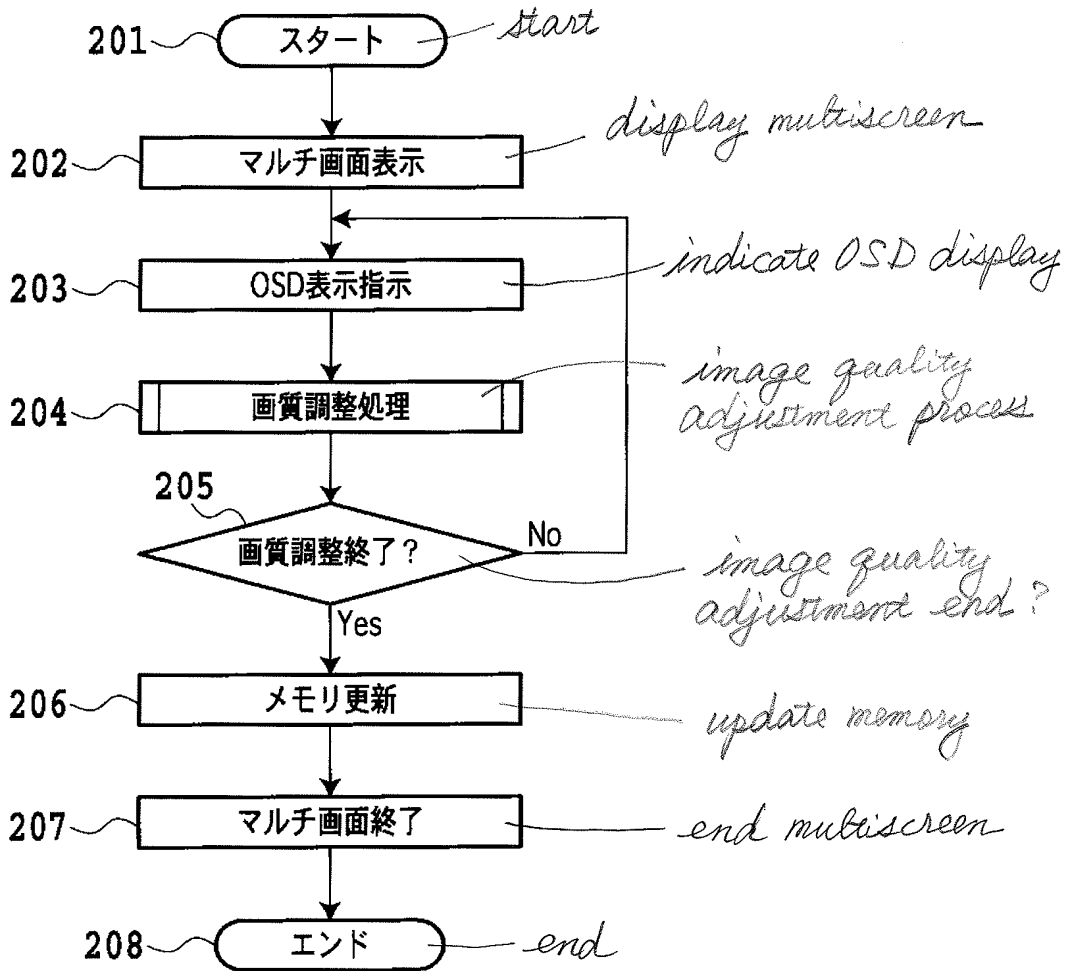 201 スタート start
202 マルチ画面表示 display multiscreen
203 OSD表示指示 indicate OSD display
204 画質調整処理 image quality
adjustment process
205
画質調整終了? No image quality
adjustment end?
Yes
206 メモリ更新 update memory
207 マルチ画面終了 end multiscreen
208 エンド end